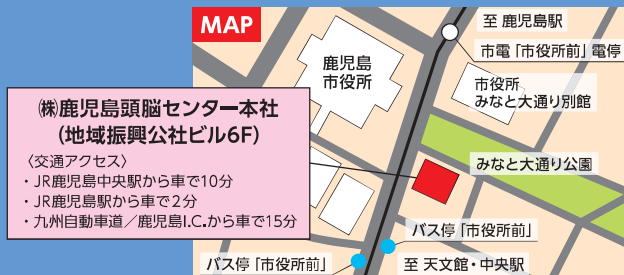 MAP
至 鹿児島駅
市電「市役所前」電停
鹿児島
市役所
市役所
みなと大通り別館
㈱鹿児島頭脳センター本社
(地域振興公社ビル6F)
〈交通アクセス〉
・JR鹿児島中央駅から車で10分
・JR鹿児島駅から車で2分
・九州自動車道／鹿児島I.C.から車で15分
みなと大通り公園
バス停「市役所前」
バス停「市役所前」
至 天文館・中央駅